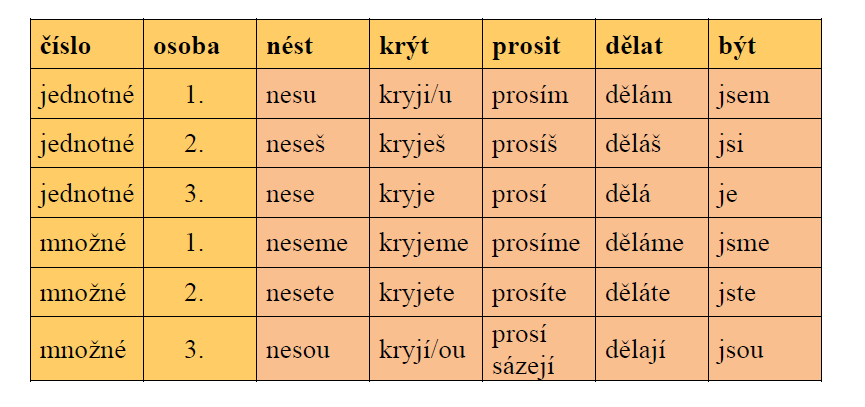 číslo osoba nést krýt prosit dělat být
jednotné 1. nesu kryji/u prosím dělám jsem
jednotné 2. neseš kryješ prosíš děláš jsi
jednotné 3. nese kryje prosí dělá je
množné 1. neseme kryjeme prosíme děláme jsme
množné 2. nesete kryjete prosíte děláte jste
množné 3. nesou kryjí/ou prosí dělají jsou
sázejí